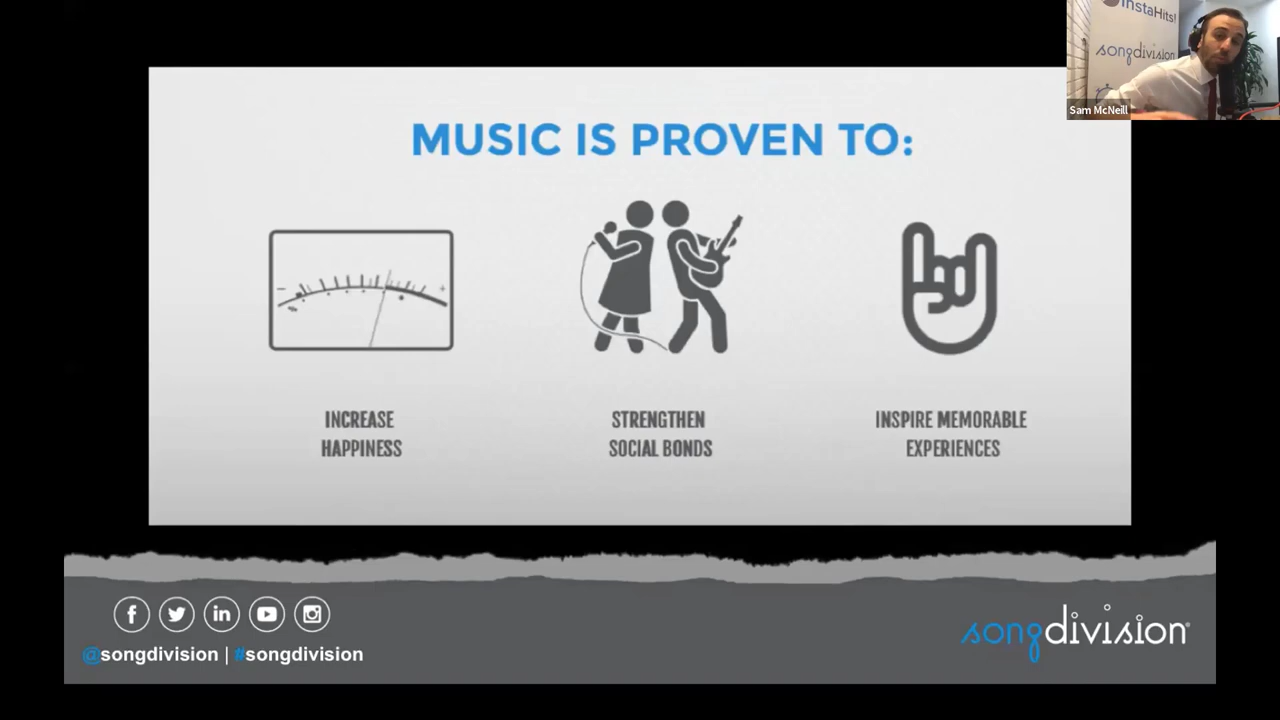 InstaHits!
songdivision
Sam McNeill
MUSIC IS PROVEN TO:
INCREASE
HAPPINESS
STRENGTHEN
SOCIAL BONDS
INSPIRE MEMORABLE
EXPERIENCES
@songdivision | #songdivision
songdivision